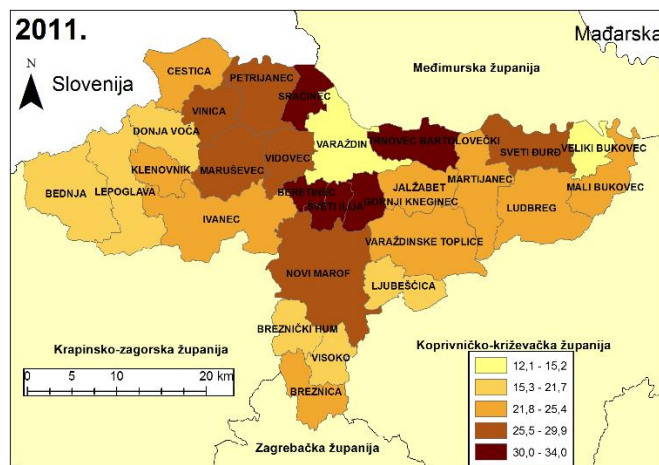 2011.
Mađarska
N
Slovenija
CESTICA
PETRIJANEC
Međimurska županija
SRAČINEC
VINICA
DONJA VOĆA
VARAŽDIN
TRNOVEC BARTOLOVEČKI
SVETI ĐURĐ
VELIKI BUKOVEC
VIDOVEC
KLENOVNIK
MARUŠEVEC
BEDNJA
LEPOGLAVA
BERETINEC
SVETI ILIJA
GORNJI KNEGINEC
JALŽABET
MARTIJANEC
MALI BUKOVEC
IVANEC
LUDBREG
VARAŽDINSKE TOPLICE
NOVI MAROF
LJUBEŠĆICA
BREZNIČKI HUM
Krapinsko-zagorska županija
VISOKO
Koprivničko-križevačka županija
0 10 20 km
BREZNICA
12,1 - 15,2
15,3 - 21,7
21,8 - 25,4
25,5 - 29,9
30,0 - 34,0
Zagrebačka županija